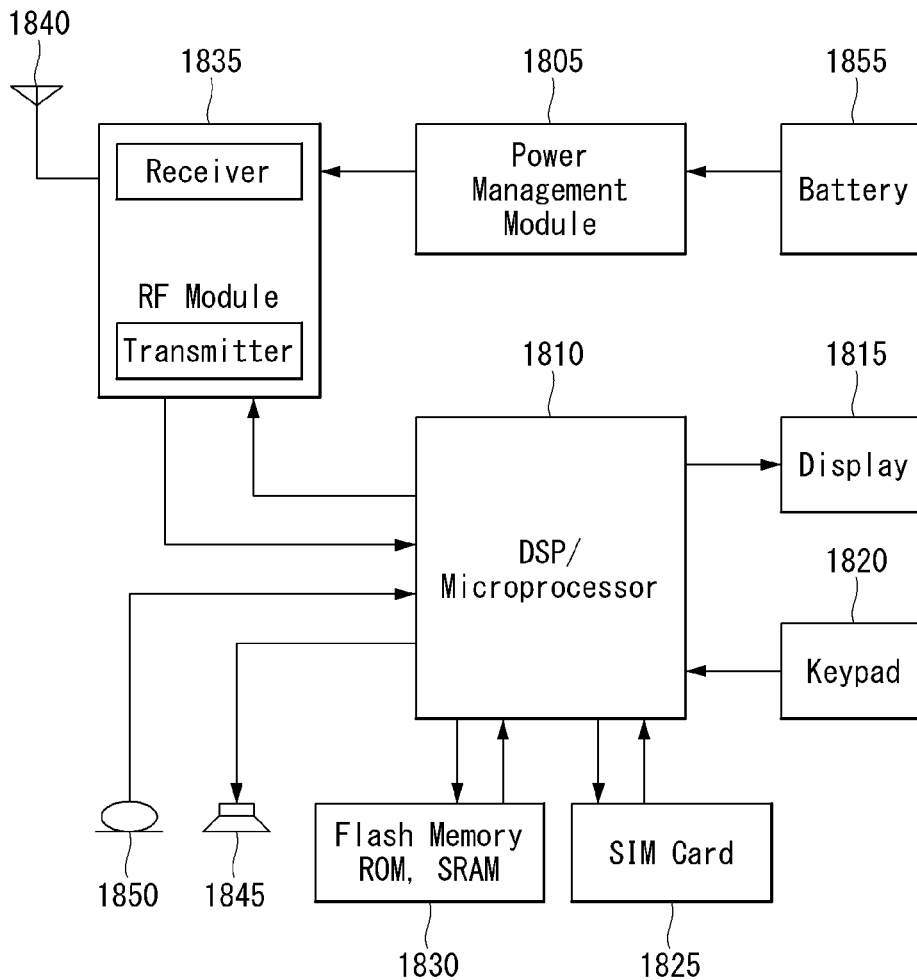 1840
1835
1805
1855
Receiver
RF Module
Transmitter
Power
Management
Module
Battery
1810
1815
DSP/
Microprocessor
Display
1820
Keypad
1850
1845
Flash Memory
ROM, SRAM
SIM Card
1830
1825